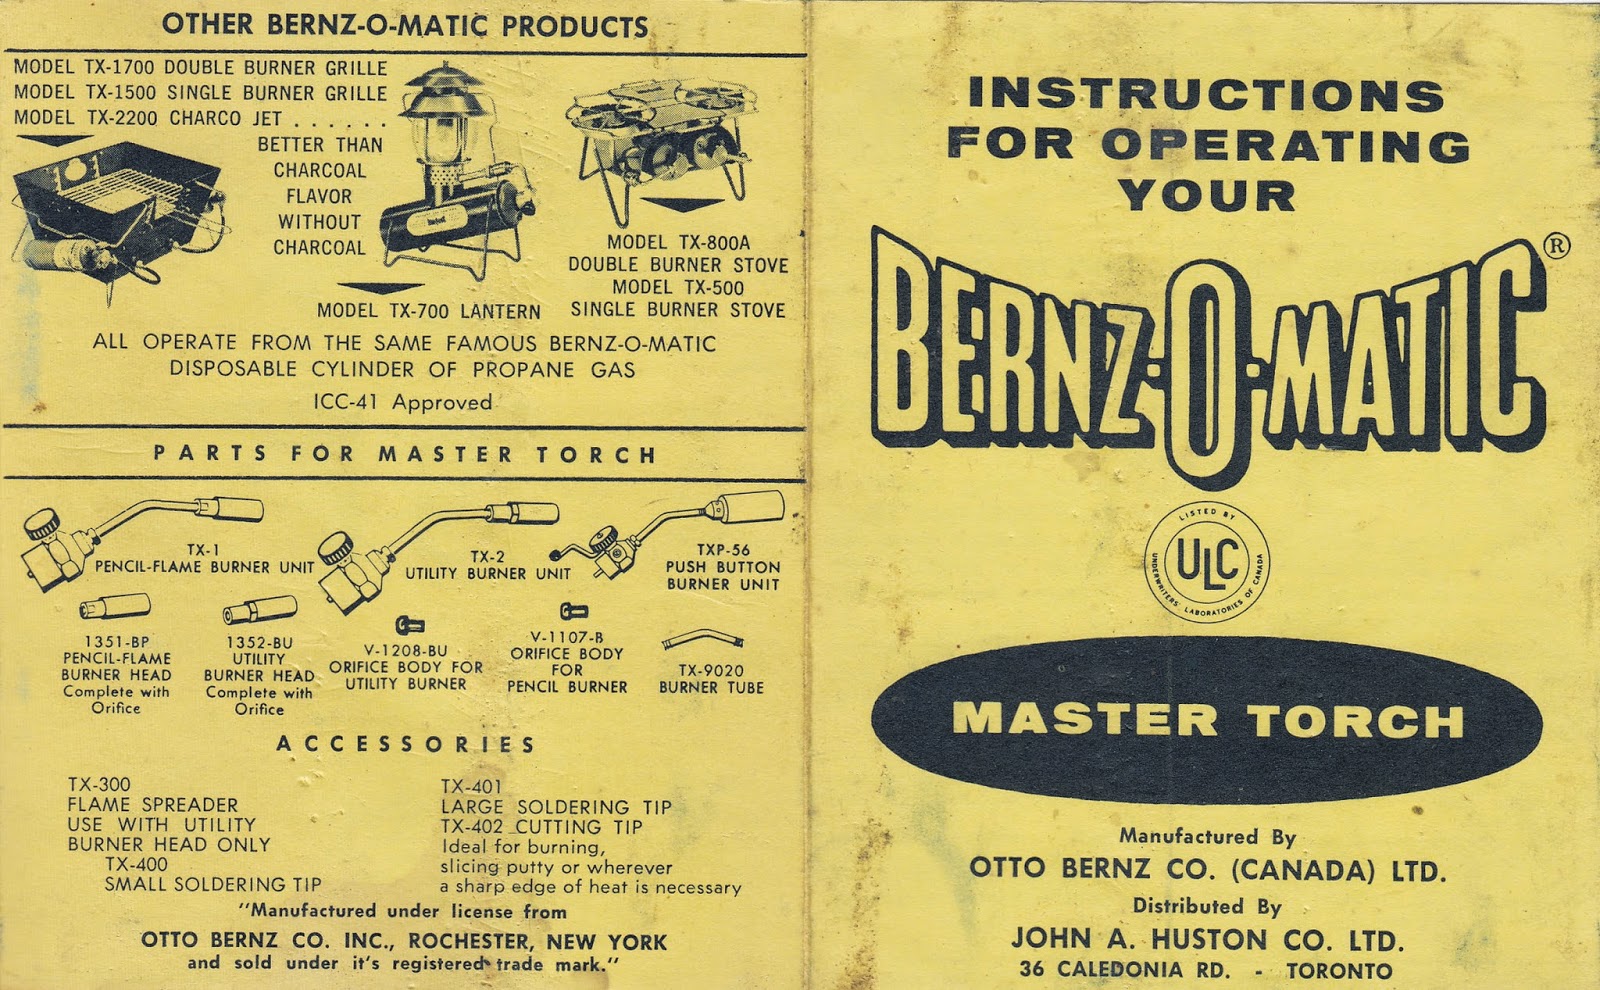 OTHER BERNZ-O-MATIC PRODUCTS
MODEL TX-1700 DOUBLE BURNER GRILLE
MODEL TX-1500 SINGLE BURNER GRILLE
MODEL TX-2200 CHARCO JET . . . . . .
BETTER THAN
CHARCOAL
FLAVOR
WITHOUT
CHARCOAL
MODEL TX-700 LANTERN
MODEL TX-800A
DOUBLE BURNER STOVE
MODEL TX-500
SINGLE BURNER STOVE
ALL OPERATE FROM THE SAME FAMOUS BERNZ-O-MATIC
DISPOSABLE CYLINDER OF PROPANE GAS
ICC-41 Approved
PARTS FOR MASTER TORCH
TX-1
PENCIL-FLAME BURNER UNIT
TX-2
UTILITY BURNER UNIT
TXP-56
PUSH BUTTON
BURNER UNIT
1351-BP
PENCIL-FLAME
BURNER HEAD
Complete with
Orifice
1352-BU
UTILITY
BURNER HEAD
Complete with
Orifice
V-1208-BU
ORIFICE BODY FOR
UTILITY BURNER
V-1107-B
ORIFICE BODY
FOR
PENCIL BURNER
TX-9020
BURNER TUBE
ACCESSORIES
TX-300
FLAME SPREADER
USE WITH UTILITY
BURNER HEAD ONLY
TX-400
SMALL SOLDERING TIP
TX-401
LARGE SOLDERING TIP
TX-402 CUTTING TIP
Ideal for burning,
slicing putty or wherever
a sharp edge of heat is necessary
"Manufactured under license from
OTTO BERNZ CO. INC., ROCHESTER, NEW YORK
and sold under it's registered trade mark."
INSTRUCTIONS
FOR OPERATING
YOUR
BERNZ-O-MATIC®
LISTED BY
ULC
UNDERWRITERS' LABORATORIES OF CANADA
MASTER TORCH
Manufactured By
OTTO BERNZ CO. (CANADA) LTD.
Distributed By
JOHN A. HUSTON CO. LTD.
36 CALEDONIA RD. - TORONTO